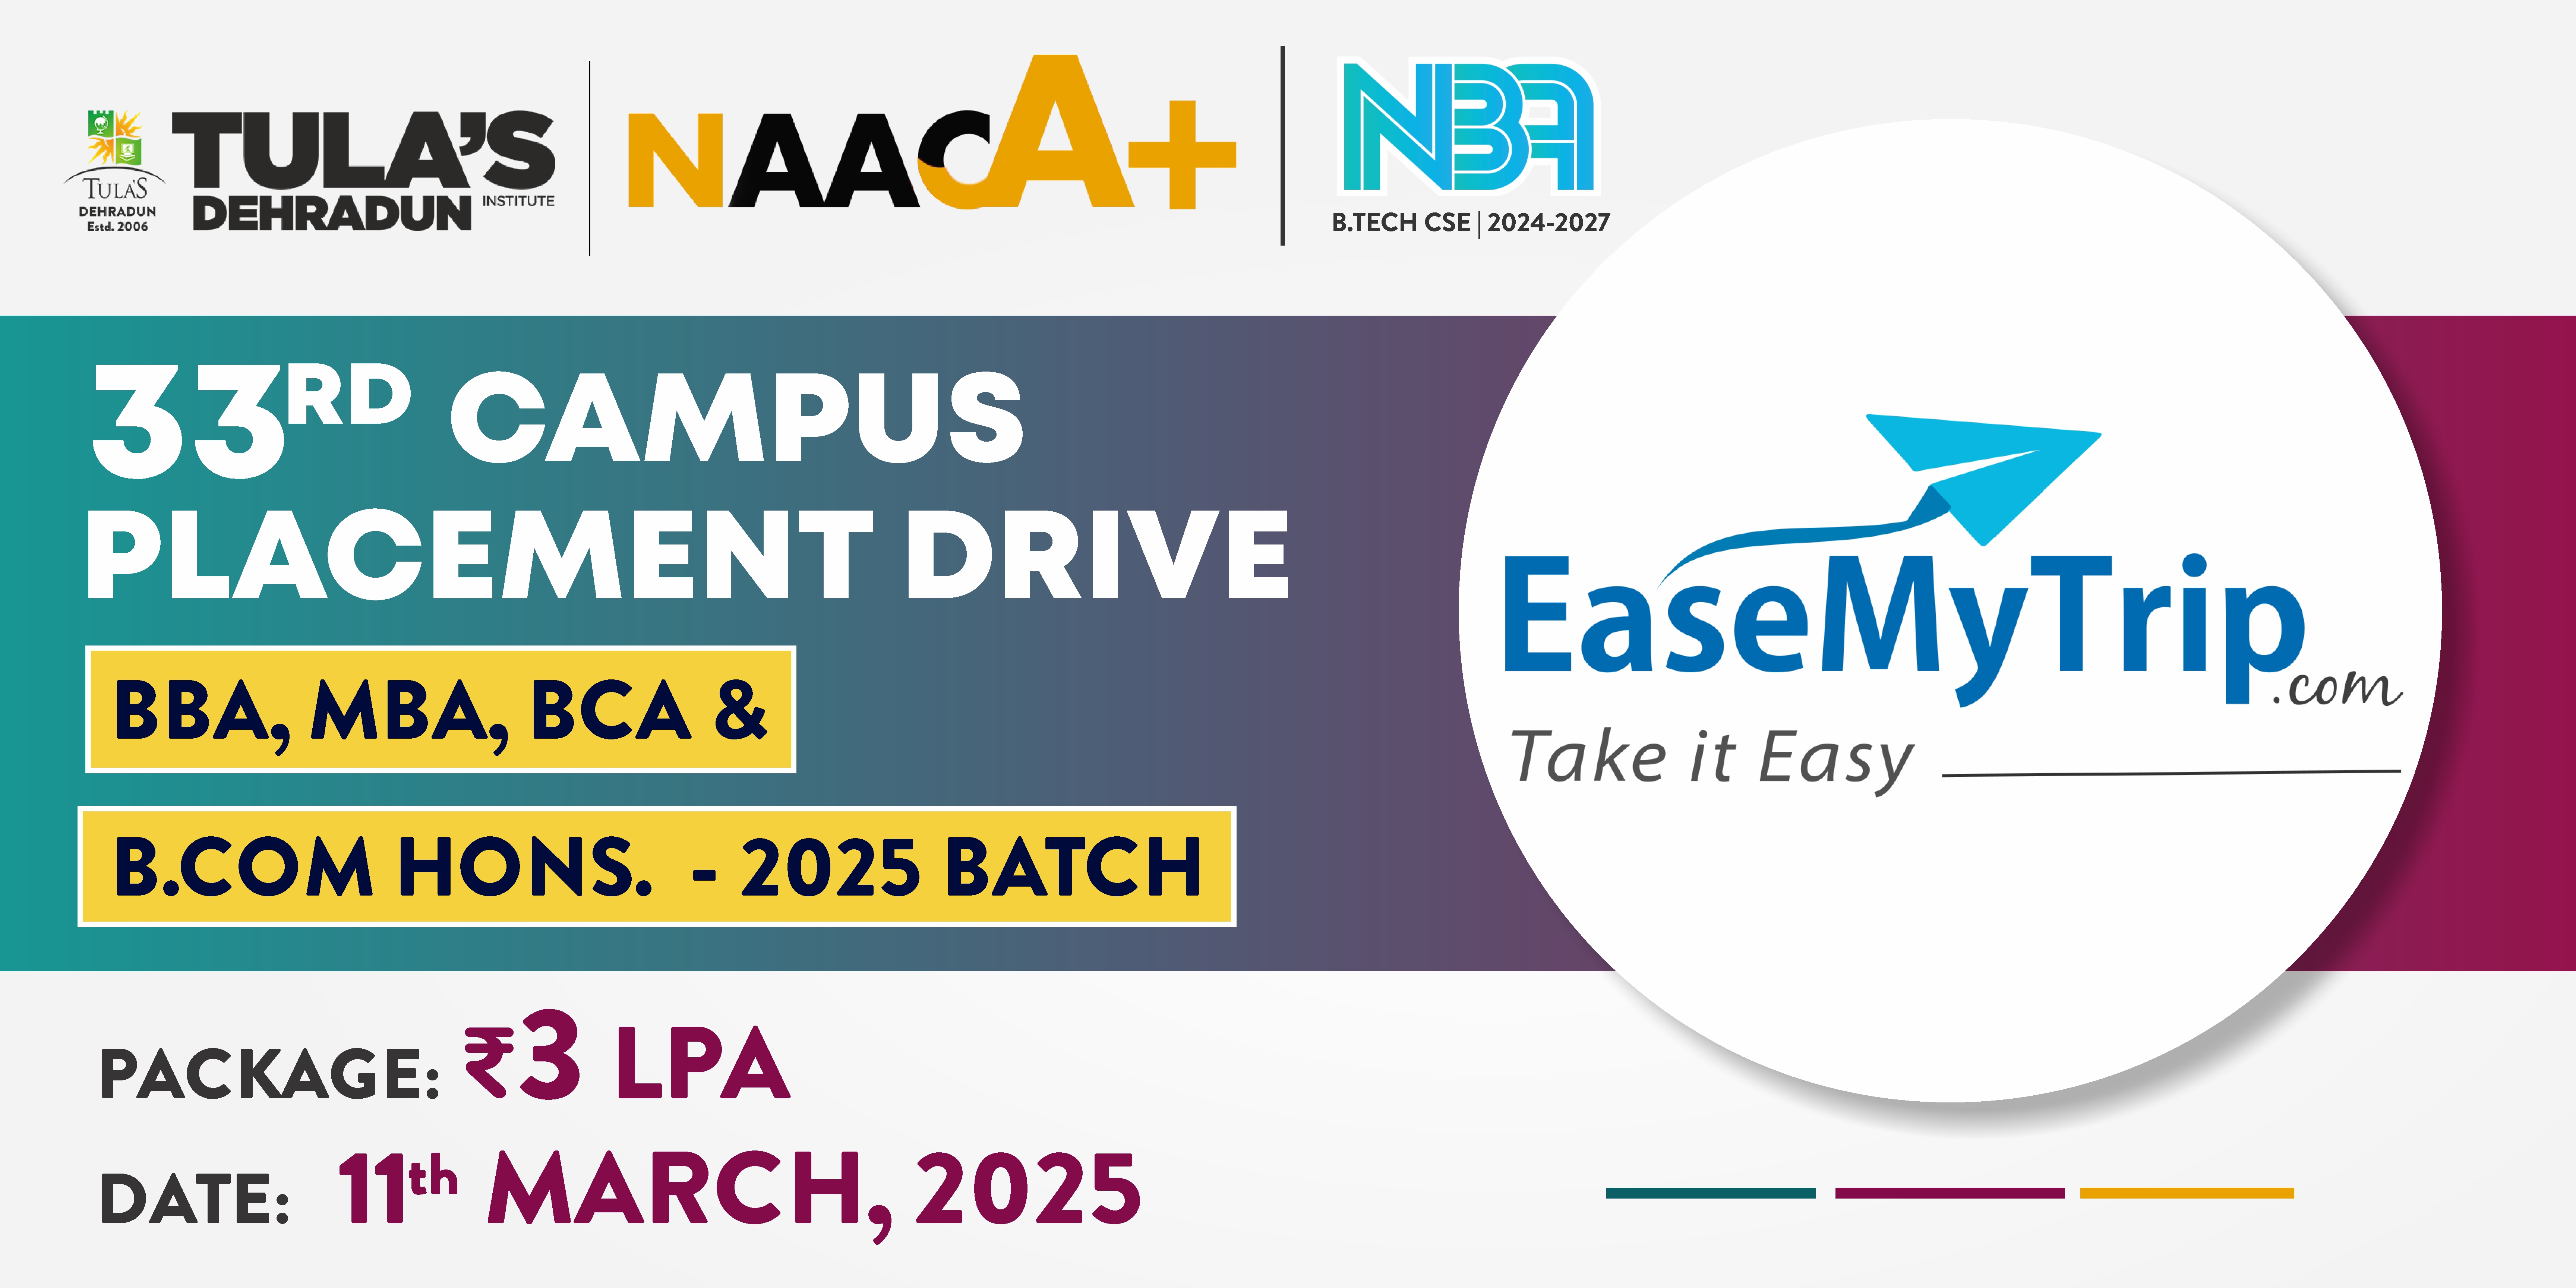 TULA'S
DEHRADUN
Estd. 2006
TULA'S
DEHRADUN INSTITUTE
NAAC A+
NBA
B.TECH CSE | 2024-2027
33RD CAMPUS
PLACEMENT DRIVE
BBA, MBA, BCA &
B.COM HONS. - 2025 BATCH
EaseMyTrip
.com
Take it Easy
PACKAGE: ₹3 LPA
DATE: 11th MARCH, 2025